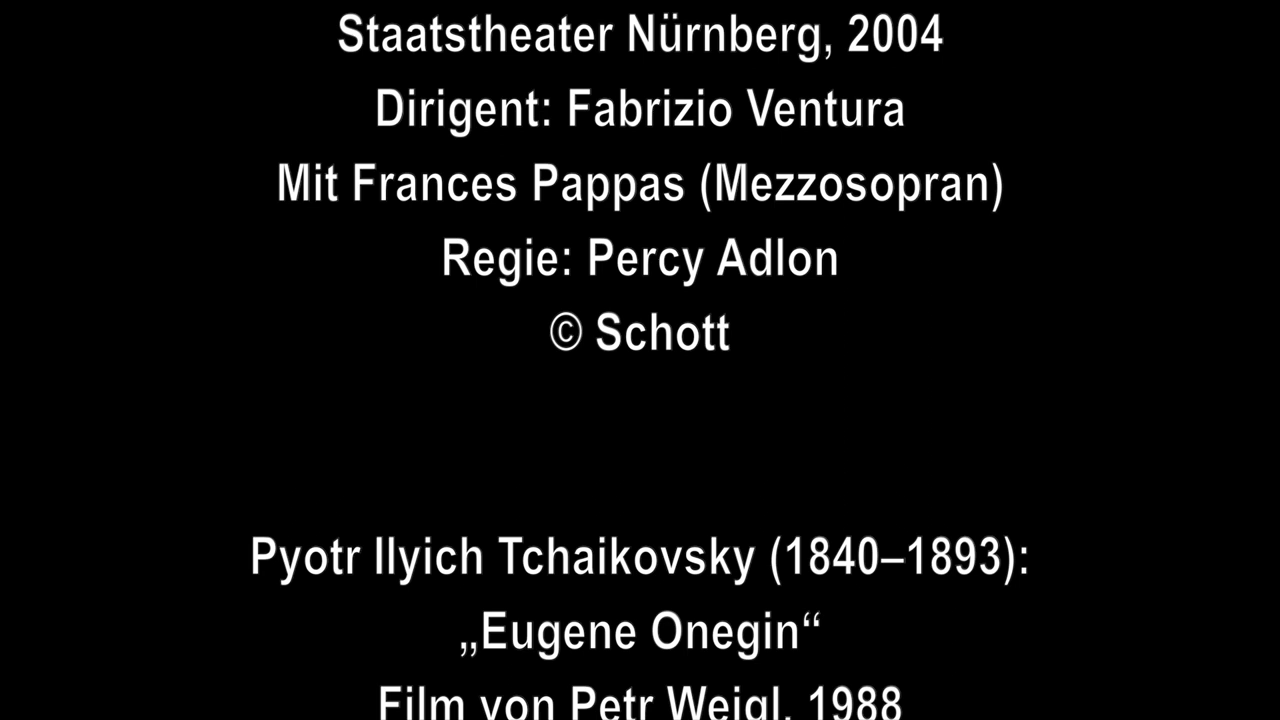 Staatstheater Nürnberg, 2004
Dirigent: Fabrizio Ventura
Mit Frances Pappas (Mezzosopran)
Regie: Percy Adlon
© Schott
Pyotr Ilyich Tchaikovsky (1840–1893):
„Eugene Onegin“
Film von Petr Weigl, 1988